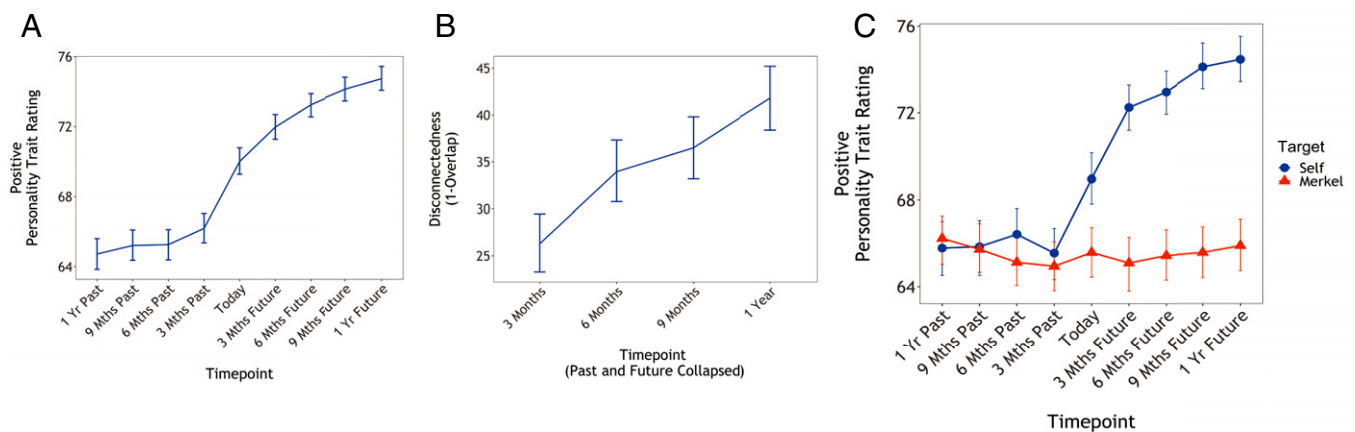 A
Positive
Personality Trait Rating
76
72
68
64
1 Yr Past
9 Mths Past
6 Mths Past
3 Mths Past
Today
3 Mths Future
6 Mths Future
9 Mths Future
1 Yr Future
Timepoint
B
Disconnectedness
(1-Overlap)
45
40
35
30
25
3 Months
6 Months
9 Months
1 Year
Timepoint
(Past and Future Collapsed)
C
Positive
Personality Trait Rating
76
72
68
64
1 Yr Past
9 Mths Past
6 Mths Past
3 Mths Past
Today
3 Mths Future
6 Mths Future
9 Mths Future
1 Yr Future
Timepoint
Target
Self
Merkel